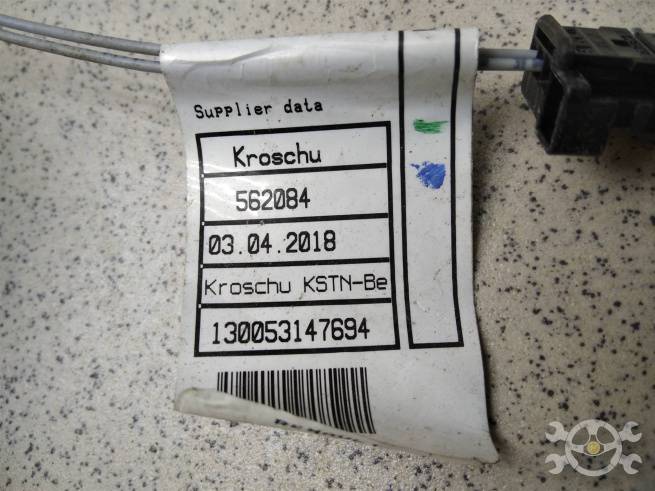 Supplier data
Kroschu
562084
03.04.2018
Kroschu KSTN-Be
130053147694